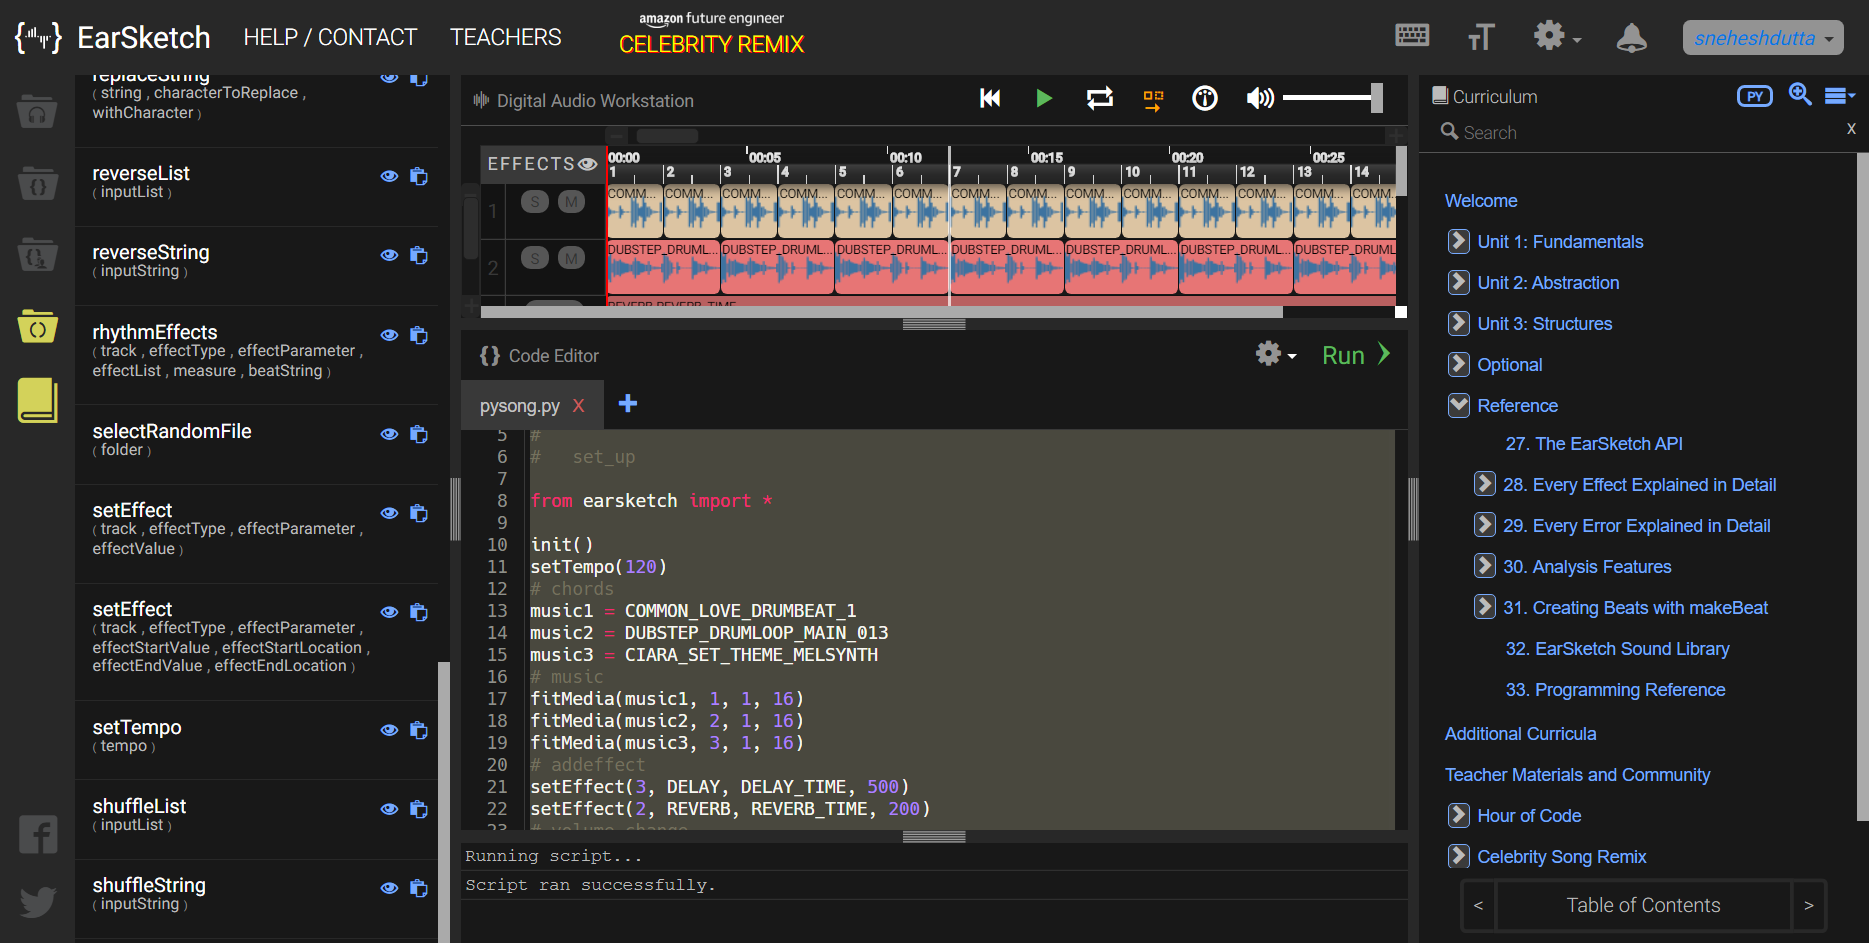 EarSketch
HELP / CONTACT
TEACHERS
amazon future engineer
CELEBRITY REMIX
sneheshdutta
replaceString
( string , characterToReplace ,
withCharacter )
reverseList
( inputList )
reverseString
( inputString )
rhythmEffects
( track , effectType , effectParameter ,
effectList , measure , beatString )
selectRandomFile
( folder )
setEffect
( track , effectType , effectParameter ,
effectValue )
setEffect
( track , effectType , effectParameter ,
effectStartValue , effectStartLocation ,
effectEndValue , effectEndLocation )
setTempo
( tempo )
shuffleList
( inputList )
shuffleString
( inputString )
Digital Audio Workstation
EFFECTS
00:00 00:05 00:10 00:15 00:20 00:25
1 2 3 4 5 6 7 8 9 10 11 12 13 14
1 S M
COMM... COMM... COMM... COMM... COMM... COMM... COMM... COMM... COMM... COMM... COMM... COMM... COMM... COMM...
2 S M
DUBSTEP_DRUML... DUBSTEP_DRUML... DUBSTEP_DRUML... DUBSTEP_DRUML... DUBSTEP_DRUML... DUBSTEP_DRUML... DUBSTEP_DRUML
REVERB REVERB_TIME
{} Code Editor
Run
pysong.py X +
5 #
6 #   set_up
7
8 from earsketch import *
9
10 init()
11 setTempo(120)
12 # chords
13 music1 = COMMON_LOVE_DRUMBEAT_1
14 music2 = DUBSTEP_DRUMLOOP_MAIN_013
15 music3 = CIARA_SET_THEME_MELSYNTH
16 # music
17 fitMedia(music1, 1, 1, 16)
18 fitMedia(music2, 2, 1, 16)
19 fitMedia(music3, 3, 1, 16)
20 # addeffect
21 setEffect(3, DELAY, DELAY_TIME, 500)
22 setEffect(2, REVERB, REVERB_TIME, 200)
23 # volume change
Running script...
Script ran successfully.
Curriculum
PY
Search
X
Welcome
Unit 1: Fundamentals
Unit 2: Abstraction
Unit 3: Structures
Optional
Reference
27. The EarSketch API
28. Every Effect Explained in Detail
29. Every Error Explained in Detail
30. Analysis Features
31. Creating Beats with makeBeat
32. EarSketch Sound Library
33. Programming Reference
Additional Curricula
Teacher Materials and Community
Hour of Code
Celebrity Song Remix
< Table of Contents >